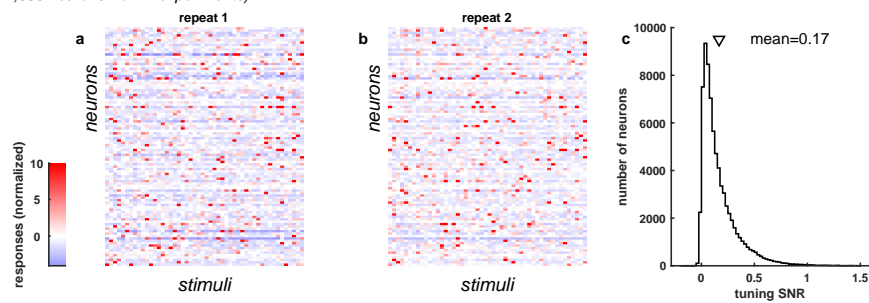 repeat 1
repeat 2
a
b
c
neurons
neurons
stimuli
stimuli
responses (normalized)
10
0
mean=0.17
number of neurons
10000
8000
6000
4000
2000
0
0
0.5
1
1.5
tuning SNR